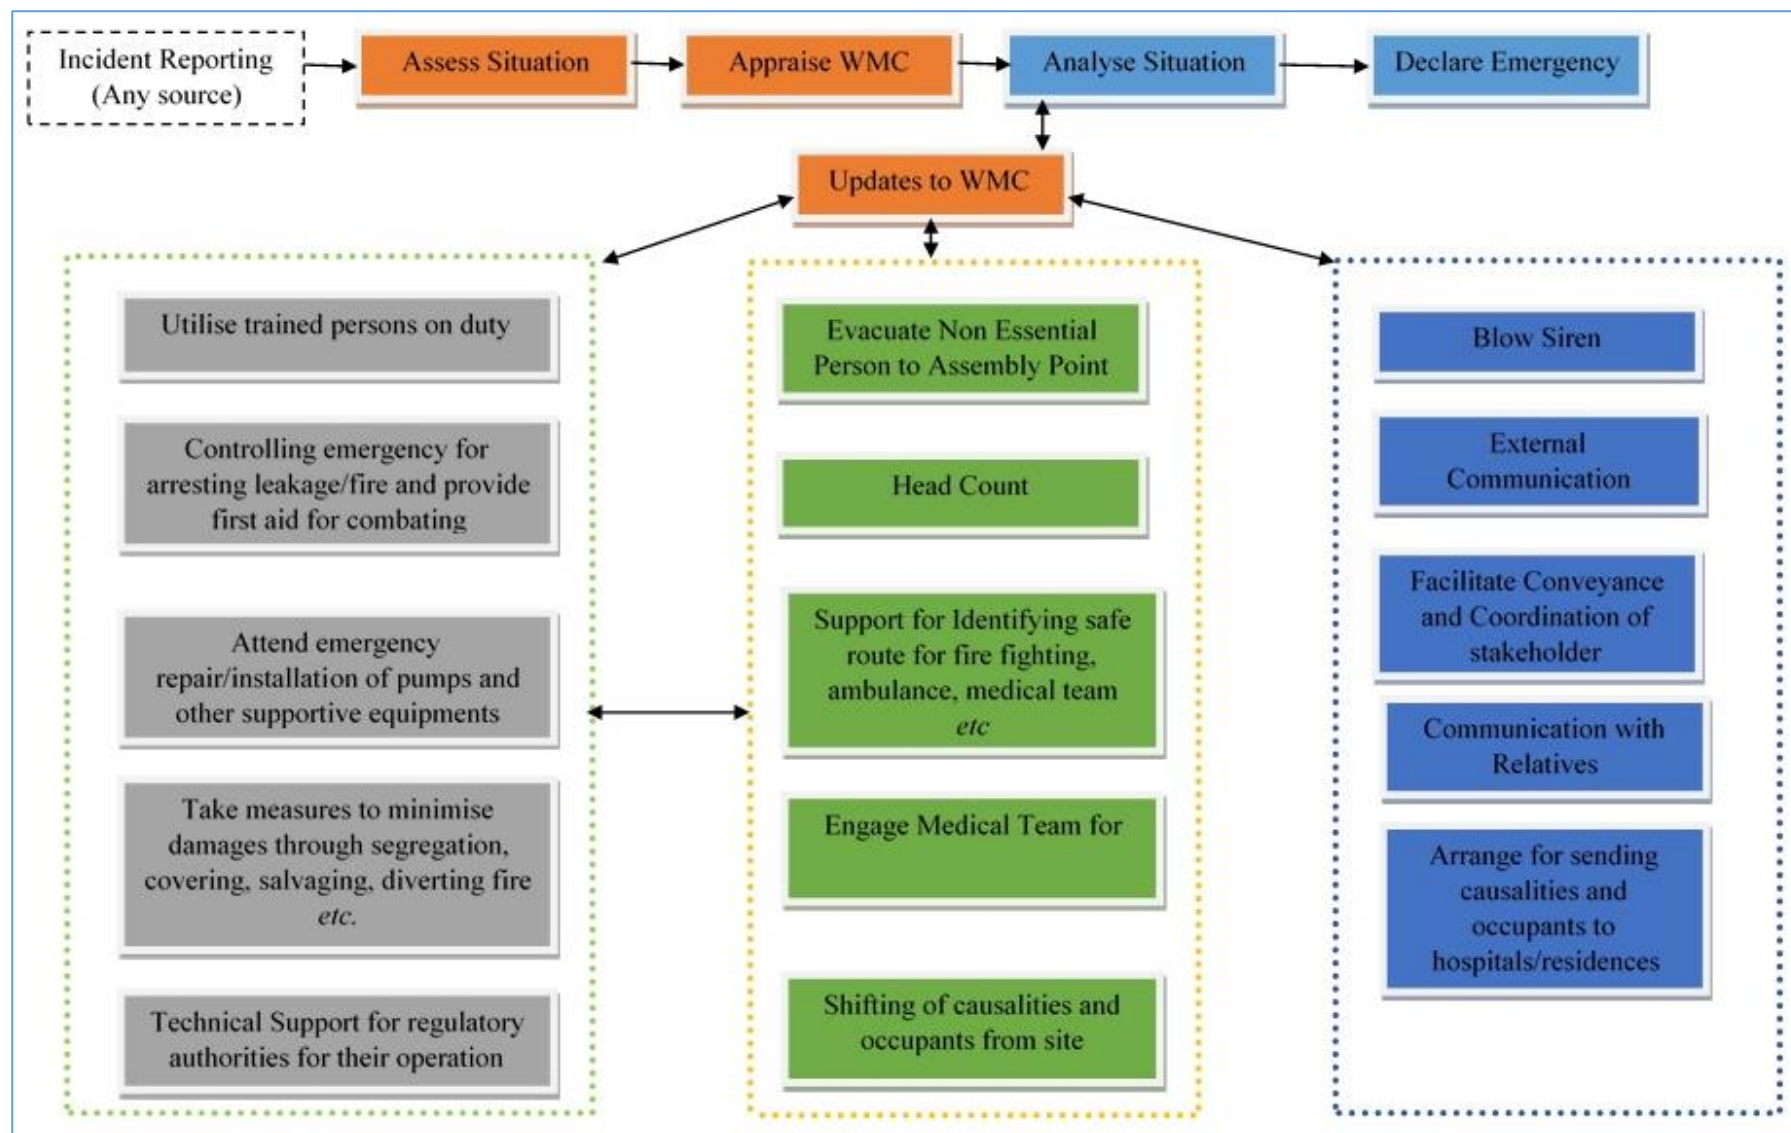 Incident Reporting
(Any source)
Assess Situation
Appraise WMC
Analyse Situation
Declare Emergency
Updates to WMC
Utilise trained persons on duty
Controlling emergency for
arresting leakage/fire and provide
first aid for combating
Attend emergency
repair/installation of pumps and
other supportive equipments
Take measures to minimise
damages through segregation,
covering, salvaging, diverting fire
etc.
Technical Support for regulatory
authorities for their operation
Evacuate Non Essential
Person to Assembly Point
Head Count
Support for Identifying safe
route for fire fighting,
ambulance, medical team
etc
Engage Medical Team for
Shifting of causalities and
occupants from site
Blow Siren
External
Communication
Facilitate Conveyance
and Coordination of
stakeholder
Communication with
Relatives
Arrange for sending
causalities and
occupants to
hospitals/residences